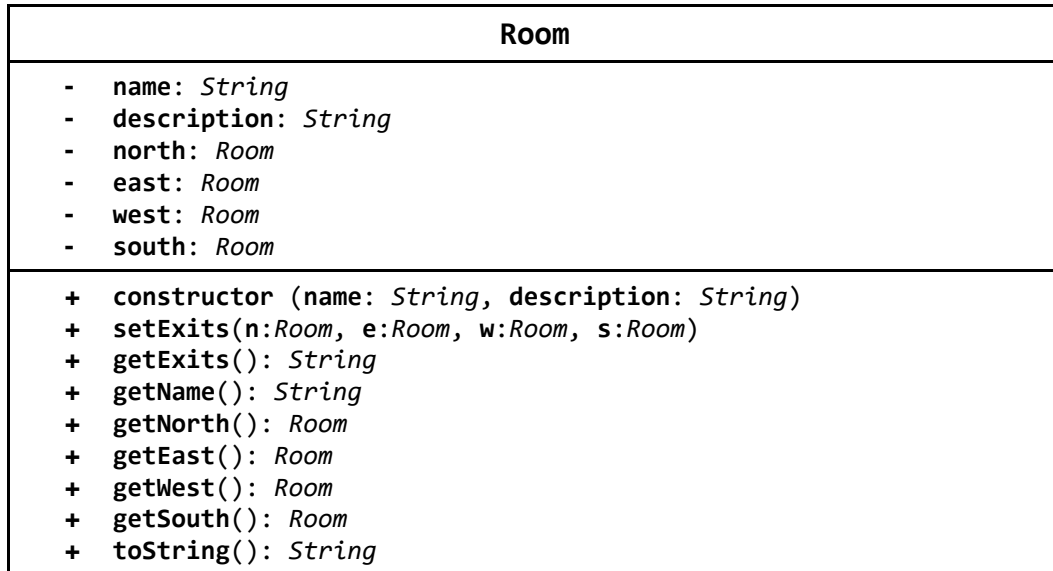 Room
- name: String
- description: String
- north: Room
- east: Room
- west: Room
- south: Room
+ constructor (name: String, description: String)
+ setExits(n:Room, e:Room, w:Room, s:Room)
+ getExits(): String
+ getName(): String
+ getNorth(): Room
+ getEast(): Room
+ getWest(): Room
+ getSouth(): Room
+ toString(): String